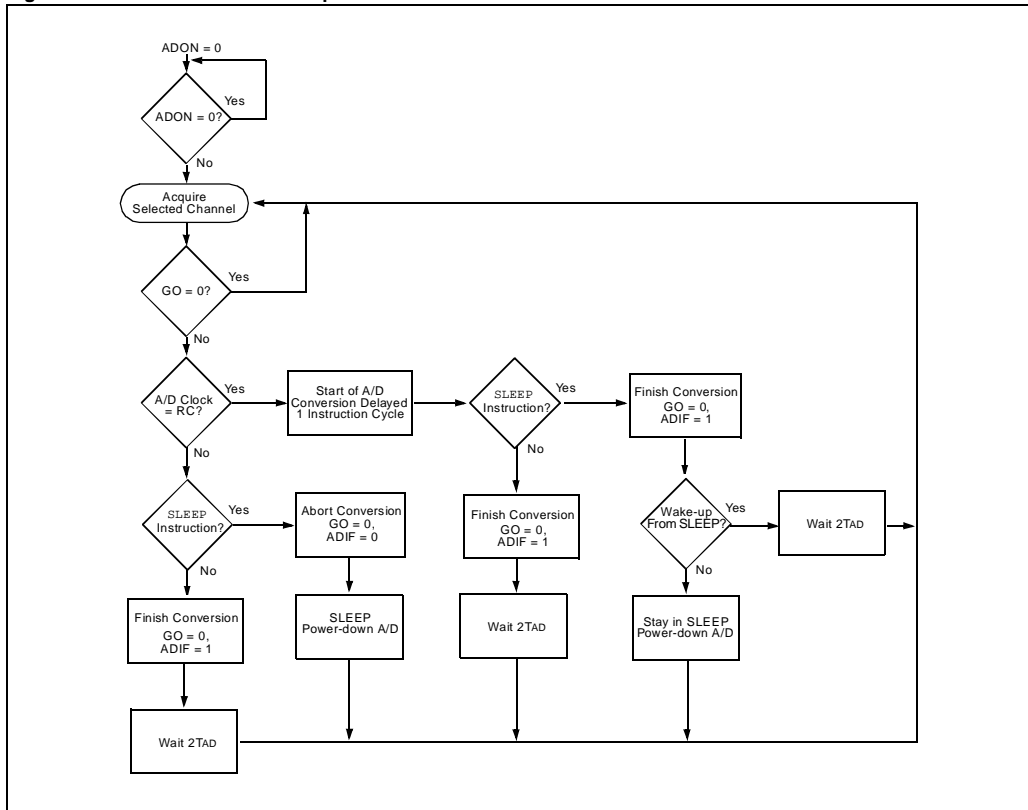 ADON = 0
Yes
ADON = 0?
No
Acquire
Selected Channel
Yes
GO = 0?
No
Yes
A/D Clock
= RC?
No
Start of A/D
Conversion Delayed
1 Instruction Cycle
SLEEP
Instruction?
Yes
No
Finish Conversion
GO = 0,
ADIF = 1
SLEEP
Instruction?
Yes
No
Abort Conversion
GO = 0,
ADIF = 0
Finish Conversion
GO = 0,
ADIF = 1
Wake-up
From SLEEP?
Yes
No
Wait 2TAD
Finish Conversion
GO = 0,
ADIF = 1
SLEEP
Power-down A/D
Wait 2TAD
Stay in SLEEP
Power-down A/D
Wait 2TAD